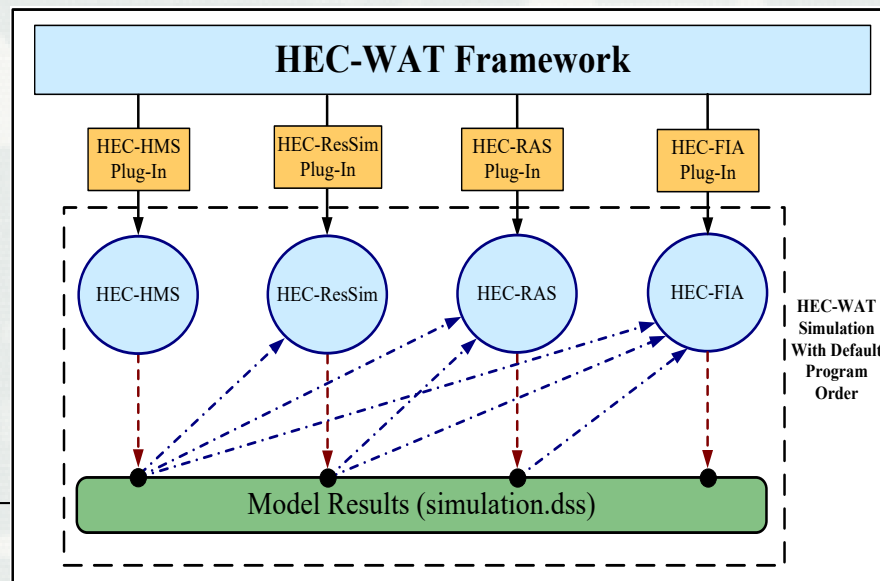 HEC-WAT Framework
HEC-HMS
Plug-In
HEC-ResSim
Plug-In
HEC-RAS
Plug-In
HEC-FIA
Plug-In
HEC-HMS
HEC-ResSim
HEC-RAS
HEC-FIA
HEC-WAT
Simulation
With Default
Program
Order
Model Results (simulation.dss)